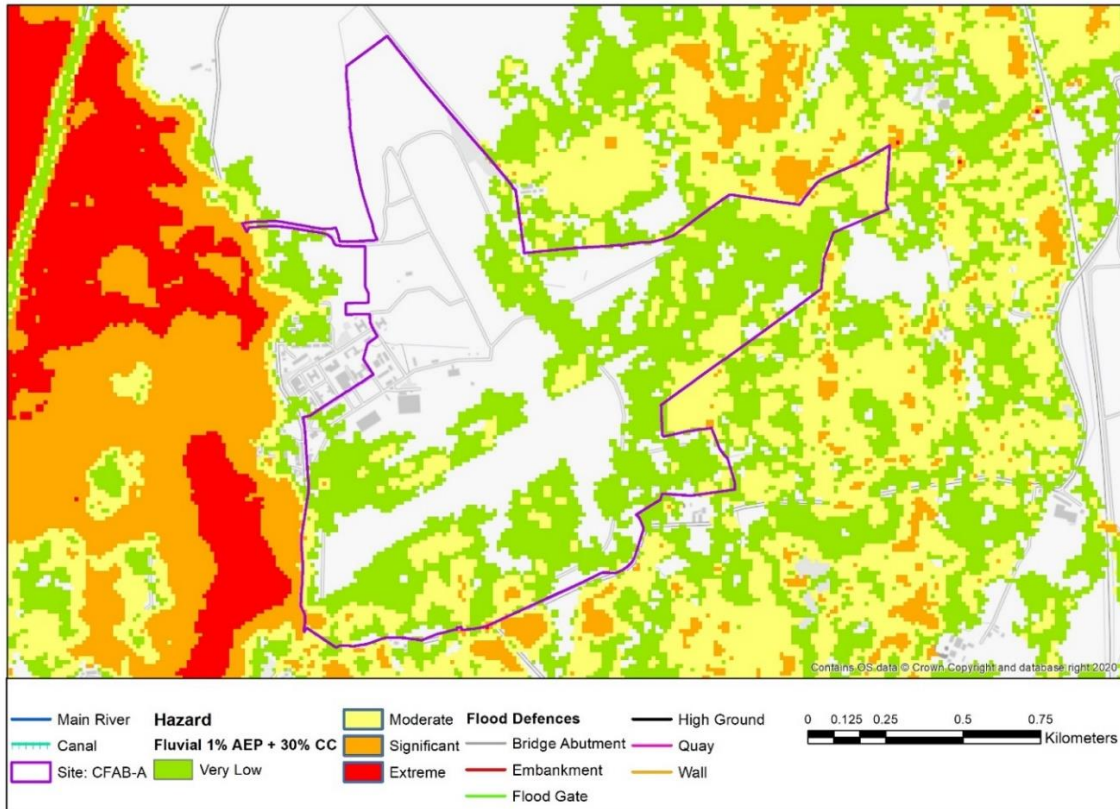 Contains OS data © Crown Copyright and database right 2020
Main River
Canal
Site: CFAB-A
Hazard
Fluvial 1% AEP + 30% CC
Very Low
Moderate
Significant
Extreme
Flood Defences
Bridge Abutment
Embankment
Flood Gate
High Ground
Quay
Wall
0 0.125 0.25 0.5 0.75
Kilometers